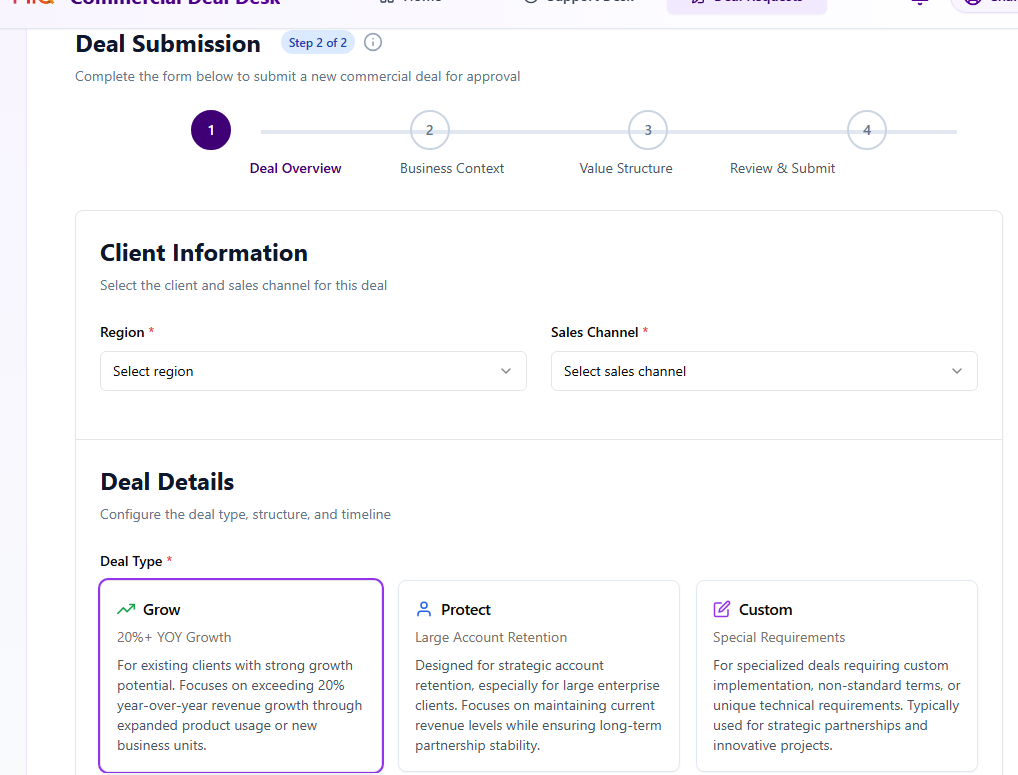 Commercial Deal Desk
Home
Support Desk
Deal Requests
Deal Submission
Step 2 of 2
Complete the form below to submit a new commercial deal for approval
1
2
3
4
Deal Overview
Business Context
Value Structure
Review & Submit
Client Information
Select the client and sales channel for this deal
Region *
Sales Channel *
Select region
Select sales channel
Deal Details
Configure the deal type, structure, and timeline
Deal Type *
Grow
20%+ YOY Growth
For existing clients with strong growth
potential. Focuses on exceeding 20%
year-over-year revenue growth through
expanded product usage or new
business units.
Protect
Large Account Retention
Designed for strategic account
retention, especially for large enterprise
clients. Focuses on maintaining current
revenue levels while ensuring long-term
partnership stability.
Custom
Special Requirements
For specialized deals requiring custom
implementation, non-standard terms, or
unique technical requirements. Typically
used for strategic partnerships and
innovative projects.